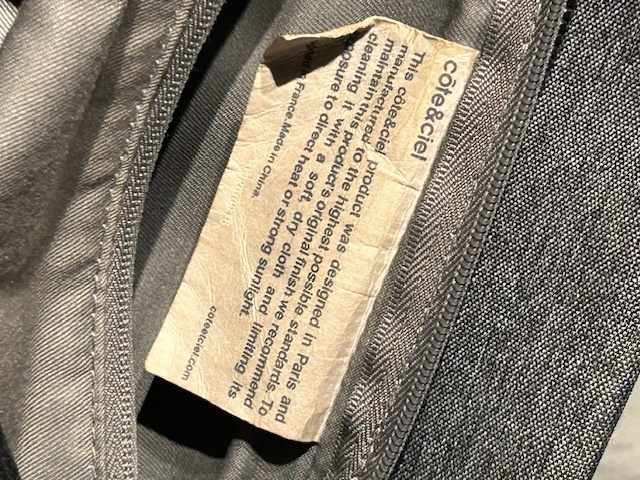 côte&ciel
This côte&ciel product was designed in Paris and
manufactured to the highest possible standards. To
maintain this product's original finish we recommend
cleaning it with a soft, dry cloth and limiting its
exposure to direct heat or strong sunlight.
France Made in China.
coteetciel.com